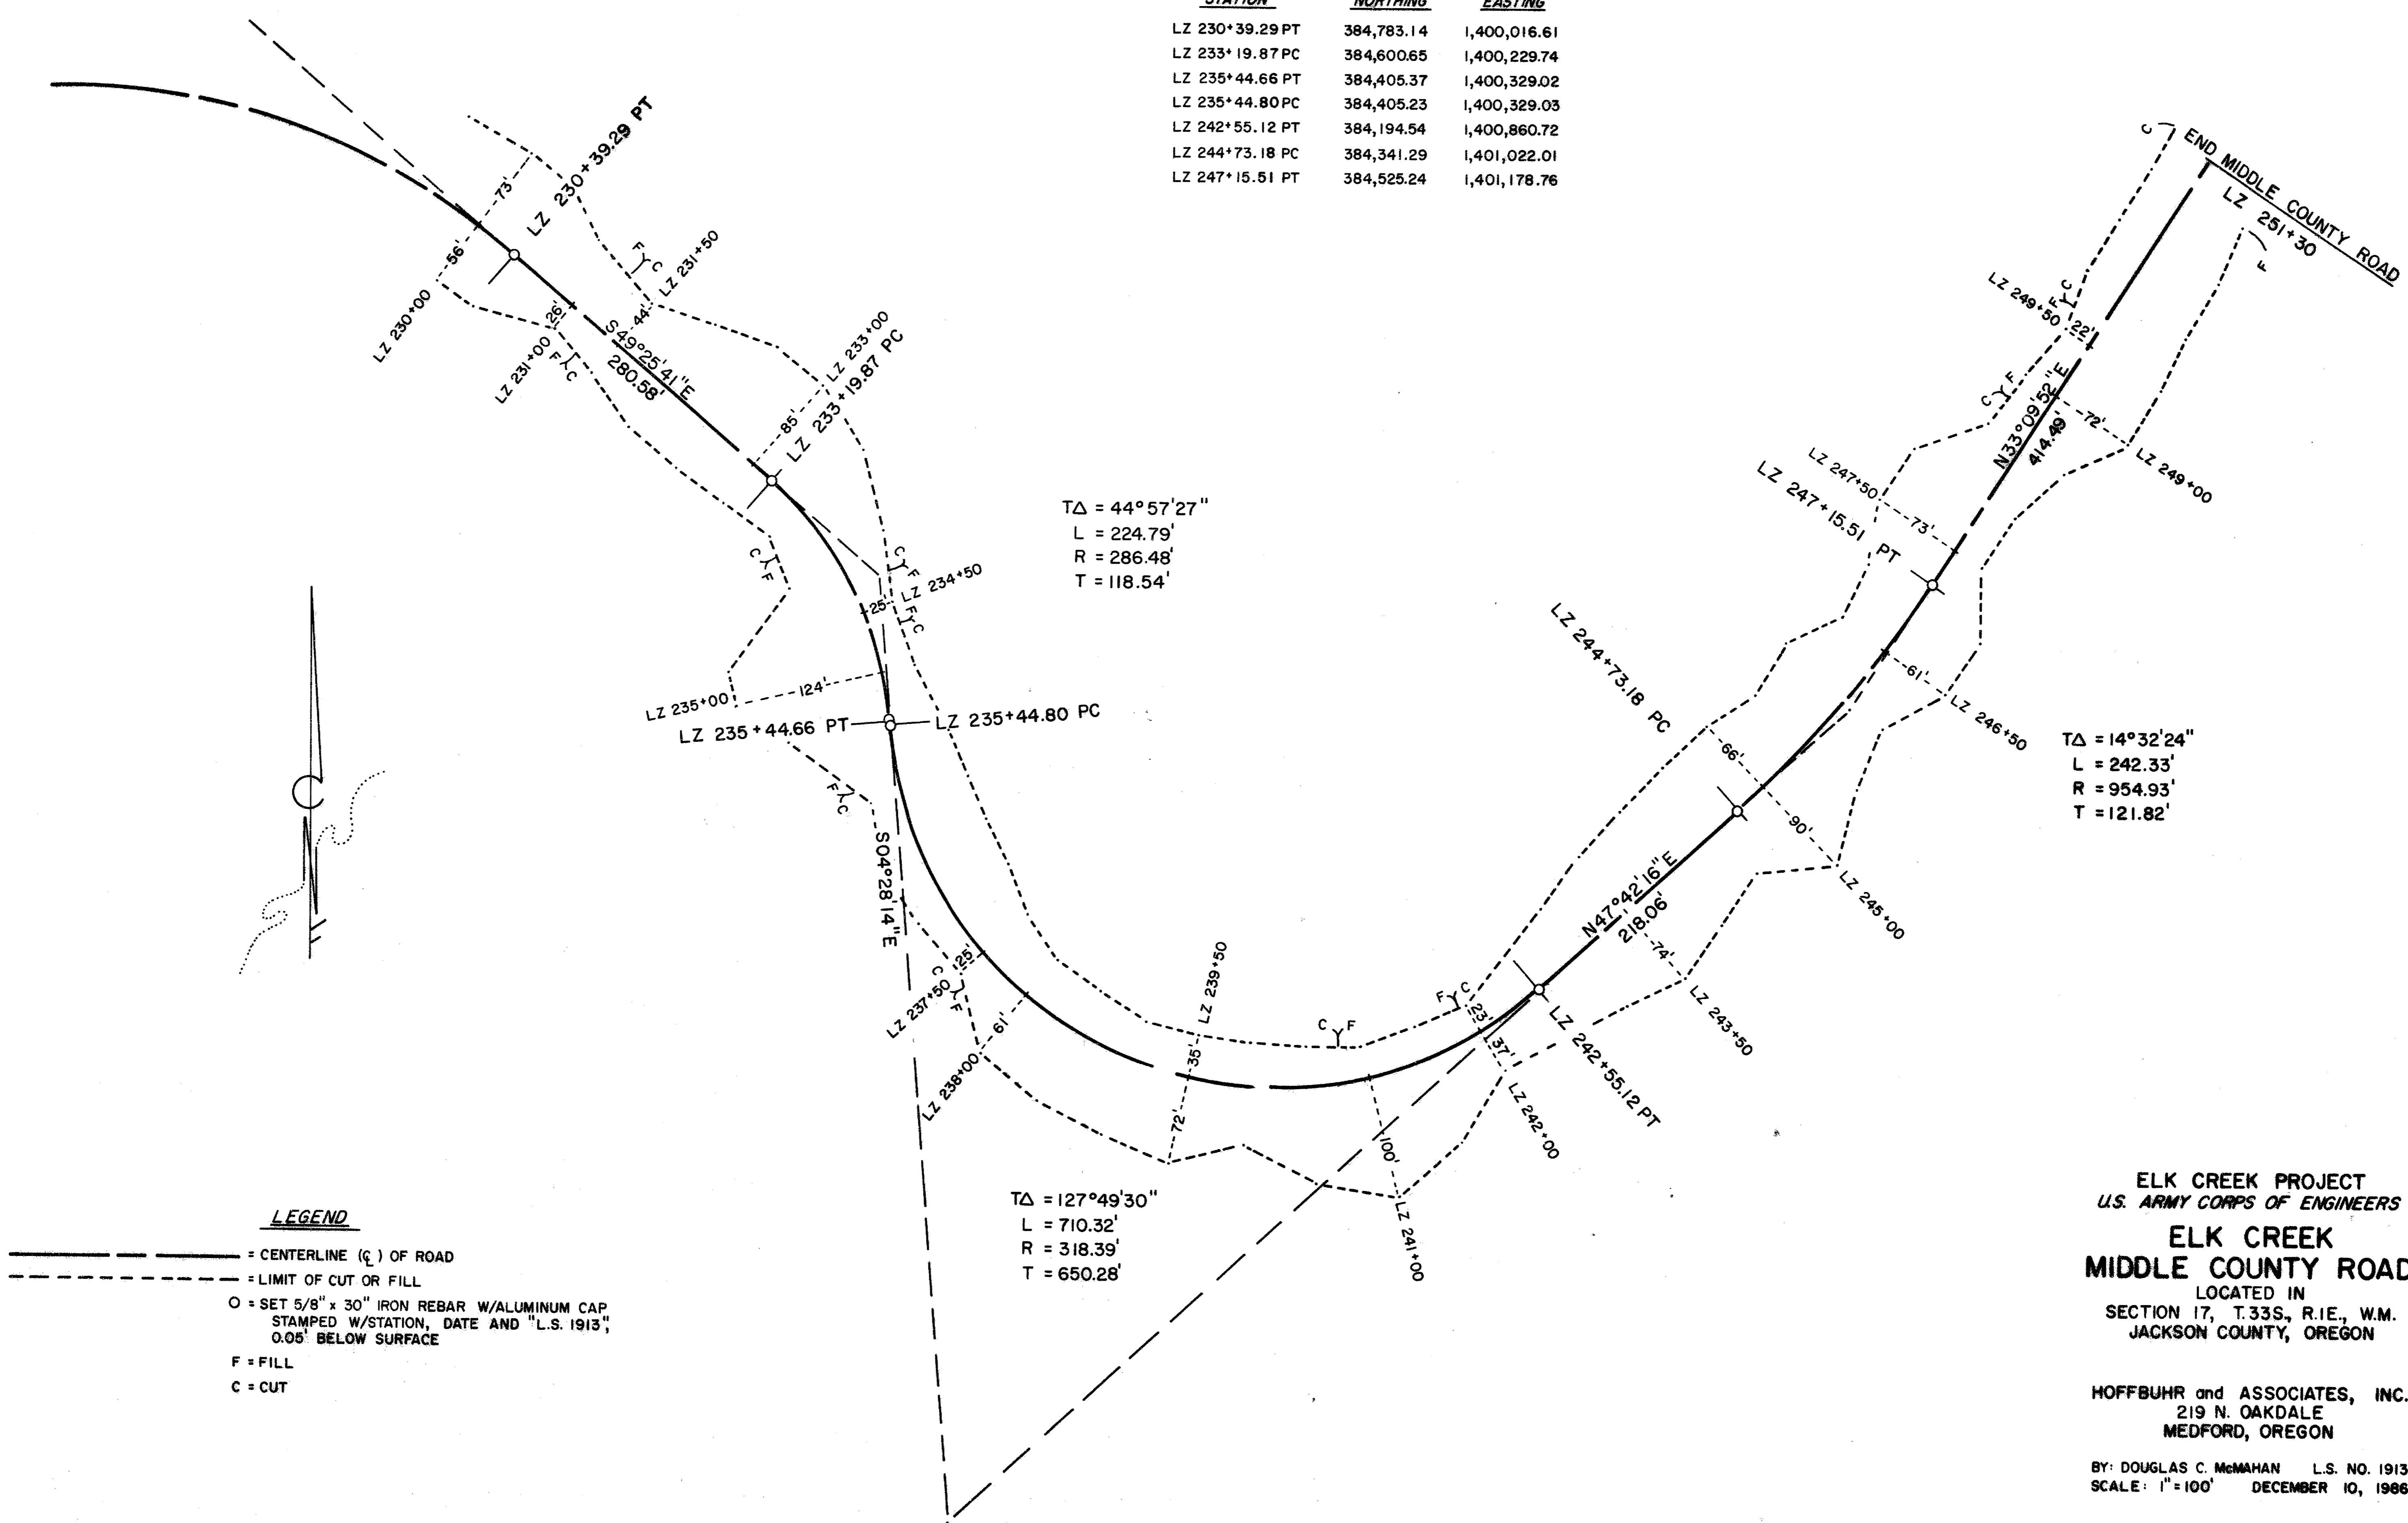 STATION NORTHING EASTING
LZ 230+39.29 PT 384,783.14 1,400,016.61
LZ 233+19.87 PC 384,600.65 1,400,229.74
LZ 235+44.66 PT 384,405.37 1,400,329.02
LZ 235+44.80 PC 384,405.23 1,400,329.03
LZ 242+55.12 PT 384,194.54 1,400,860.72
LZ 244+73.18 PC 384,341.29 1,401,022.01
LZ 247+15.51 PT 384,525.24 1,401,178.76
73'
LZ 230+39.29 PT
56'
LZ 230+00
F C
LZ 231+50
44'
26'
LZ 231+00
F C
S 49°25'41"E
280.58'
LZ 233+00
85'
LZ 233+19.87 PC
C F
C F
25'
LZ 234+50
F C
TΔ = 44°57'27"
L = 224.79'
R = 286.48'
T = 118.54'
124'
LZ 235+00
LZ 235+44.66 PT
LZ 235+44.80 PC
F C
S04°28'14"E
25'
C F
LZ 237+50
61'
LZ 238+00
LZ 239+50
35'
72'
C F
100'
LZ 241+00
F C
23'
37'
LZ 242+00
LZ 242+55.12 PT
TΔ = 127°49'30"
L = 710.32'
R = 318.39'
T = 650.28'
N47°42'16"E
218.06'
74'
LZ 243+50
LZ 244+73.18 PC
66'
90'
LZ 245+00
61'
LZ 246+50
TΔ = 14°32'24"
L = 242.33'
R = 954.93'
T = 121.82'
LZ 247+15.51 PT
LZ 247+50
73'
N33°09'52"E
414.49'
72'
LZ 249+00
C F
LZ 249+50
F C
22'
C
END MIDDLE COUNTY ROAD
LZ 251+30
F
LEGEND
= CENTERLINE (℄) OF ROAD
= LIMIT OF CUT OR FILL
O = SET 5/8" x 30" IRON REBAR W/ALUMINUM CAP
STAMPED W/STATION, DATE AND "L.S. 1913",
0.05' BELOW SURFACE
F = FILL
C = CUT
ELK CREEK PROJECT
U.S. ARMY CORPS OF ENGINEERS
ELK CREEK
MIDDLE COUNTY ROAD
LOCATED IN
SECTION 17, T.33S., R.1E., W.M.
JACKSON COUNTY, OREGON
HOFFBUHR and ASSOCIATES, INC.
219 N. OAKDALE
MEDFORD, OREGON
BY: DOUGLAS C. McMAHAN L.S. NO. 1913
SCALE: 1"=100' DECEMBER 10, 1986